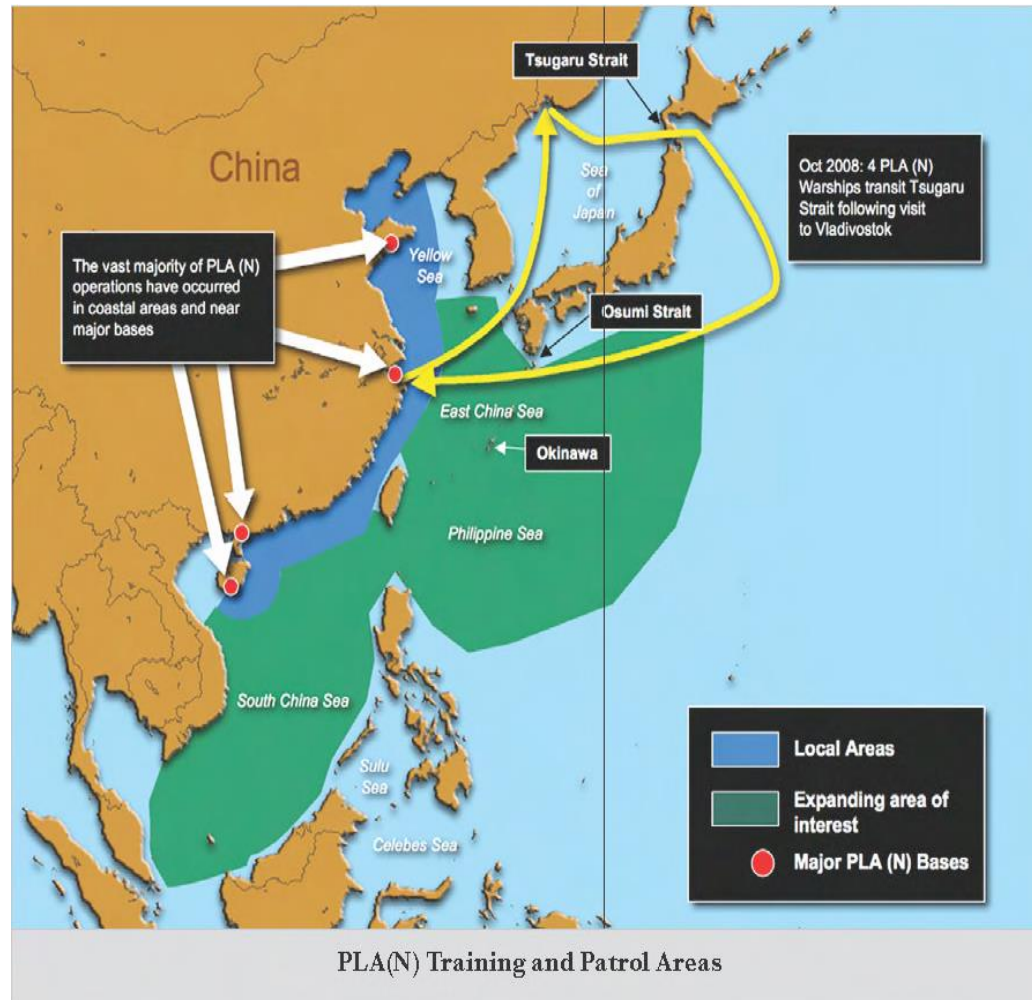 Tsugaru Strait
China
Sea
of
Japan
Oct 2008: 4 PLA (N)
Warships transit Tsugaru
Strait following visit
to Vladivostok
The vast majority of PLA (N)
operations have occurred
in coastal areas and near
major bases
Yellow
Sea
Osumi Strait
East China Sea
Okinawa
Philippine Sea
South China Sea
Sulu
Sea
Celebes Sea
Local Areas
Expanding area of
interest
Major PLA (N) Bases
PLA(N) Training and Patrol Areas